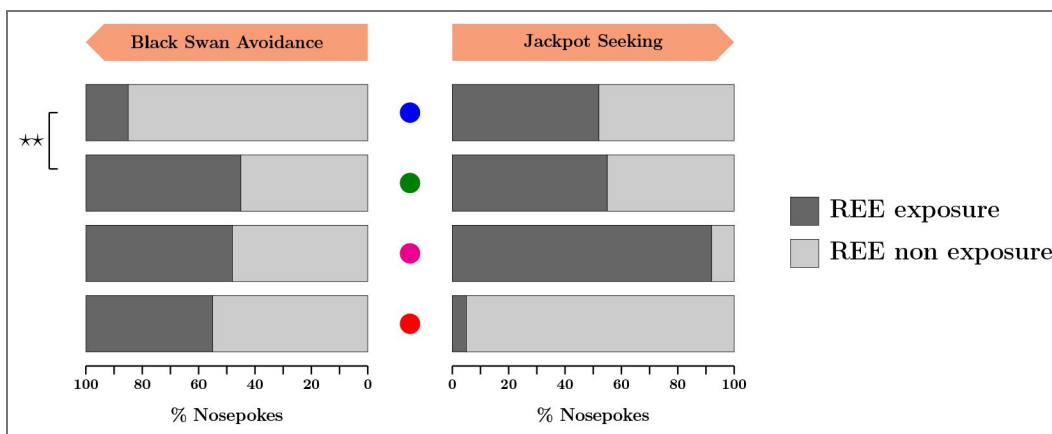 Black Swan Avoidance
Jackpot Seeking
★★
REE exposure
REE non exposure
100 80 60 40 20 0
0 20 40 60 80 100
% Nosepokes
% Nosepokes